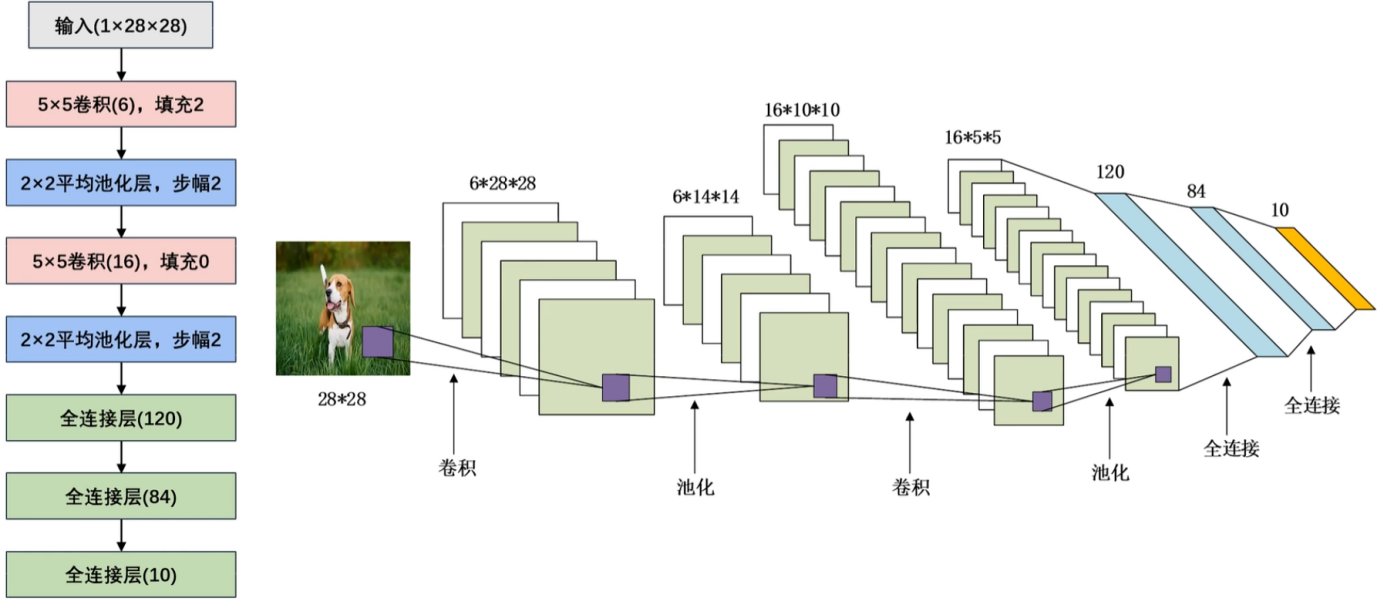 输入(1×28×28)
5×5卷积(6)，填充2
2×2平均池化层，步幅2
5×5卷积(16)，填充0
2×2平均池化层，步幅2
全连接层(120)
全连接层(84)
全连接层(10)
28*28
6*28*28
6*14*14
16*10*10
16*5*5
120
84
10
卷积
池化
卷积
池化
全连接
全连接